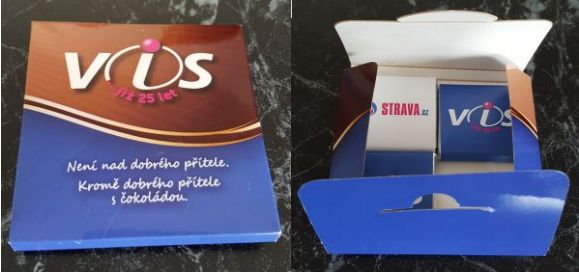 ViS
...již 25 let
Není nad dobrého přítele.
Kromě dobrého přítele
s čokoládou.
STRAVA.cz
ViS